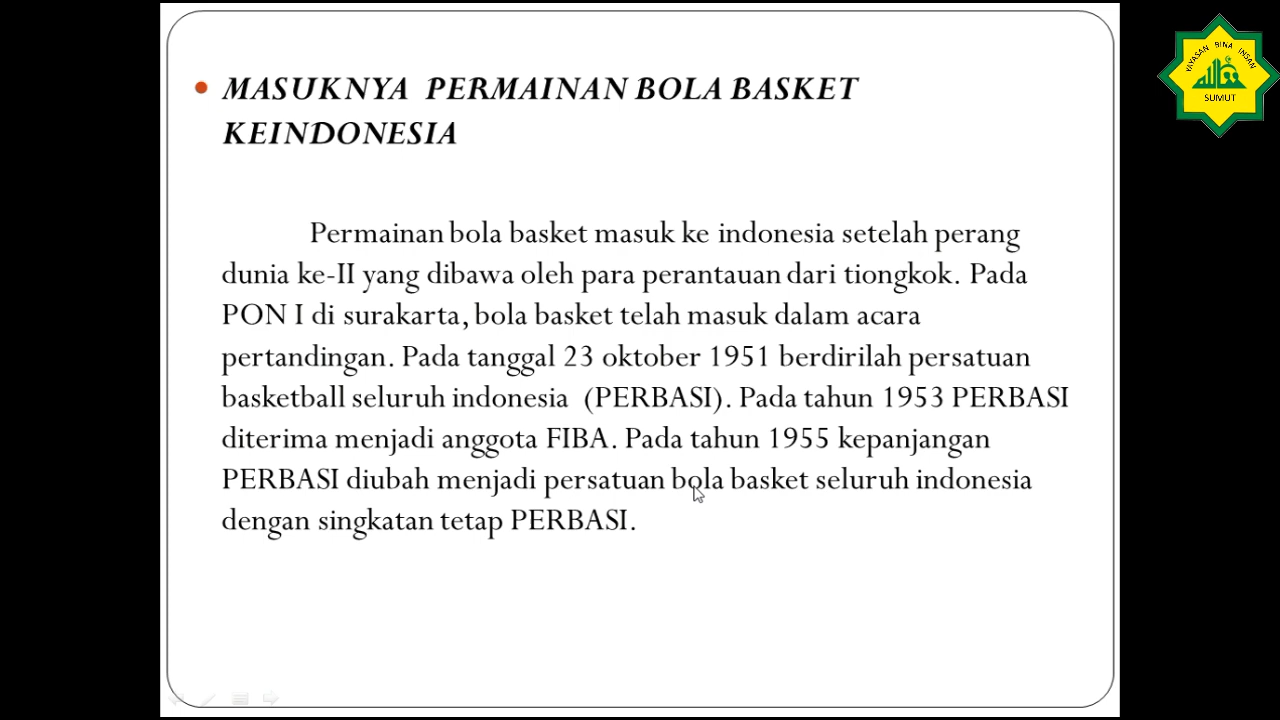 MASUKNYA PERMAINAN BOLA BASKET
KEINDONESIA
Permainan bola basket masuk ke indonesia setelah perang
dunia ke-II yang dibawa oleh para perantauan dari tiongkok. Pada
PON I di surakarta, bola basket telah masuk dalam acara
pertandingan. Pada tanggal 23 oktober 1951 berdirilah persatuan
basketball seluruh indonesia (PERBASI). Pada tahun 1953 PERBASI
diterima menjadi anggota FIBA. Pada tahun 1955 kepanjangan
PERBASI diubah menjadi persatuan bola basket seluruh indonesia
dengan singkatan tetap PERBASI.
YAYASAN BINA INSAN
SUMUT